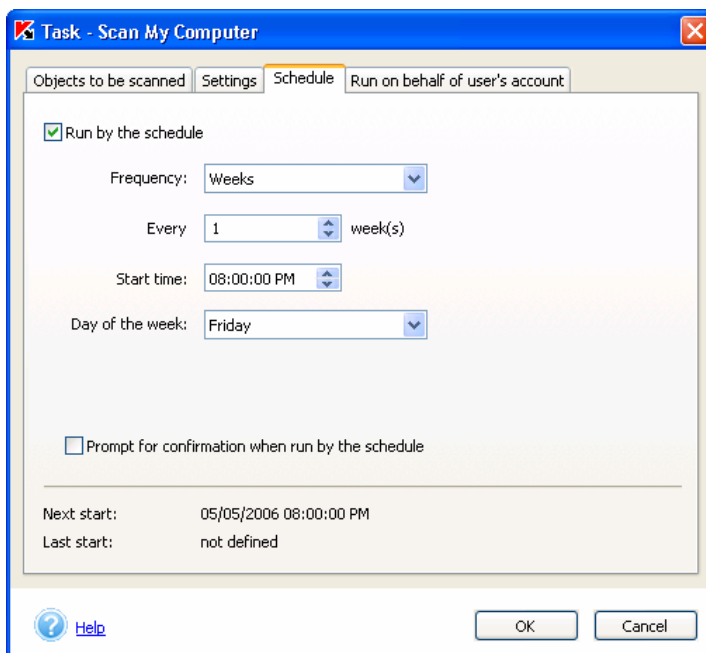 Task - Scan My Computer
Objects to be scanned Settings Schedule Run on behalf of user's account
Run by the schedule
Frequency: Weeks
Every 1 week(s)
Start time: 08:00:00 PM
Day of the week: Friday
Prompt for confirmation when run by the schedule
Next start: 05/05/2006 08:00:00 PM
Last start: not defined
Help OK Cancel